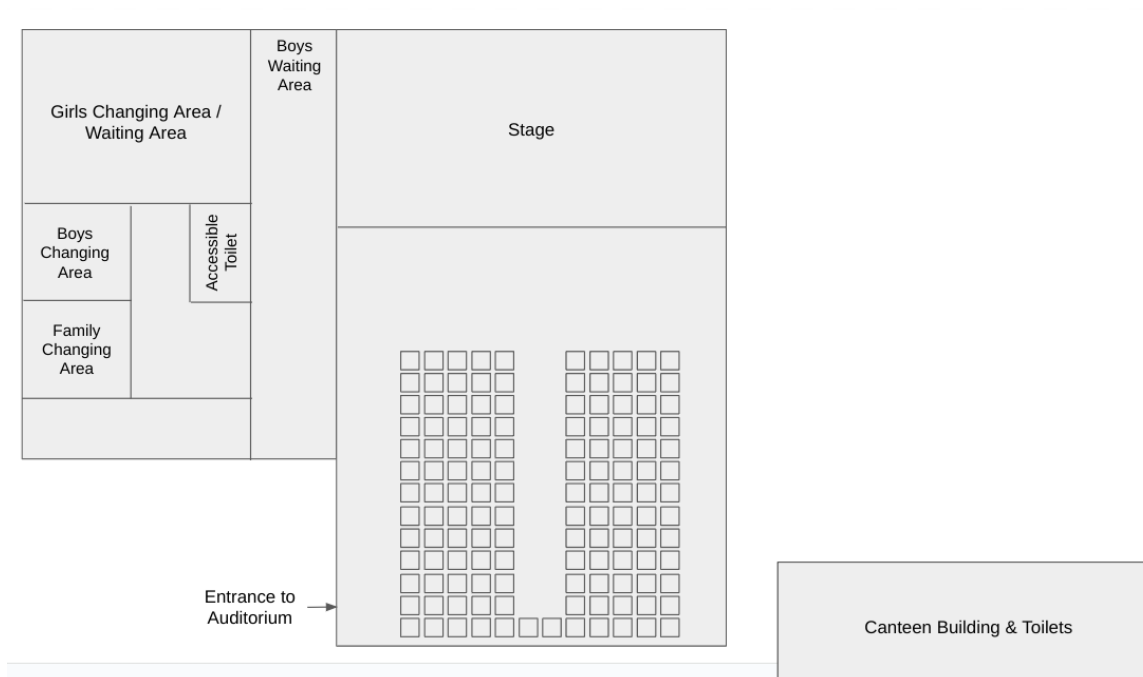 Boys
Waiting
Area
Girls Changing Area /
Waiting Area
Stage
Boys
Changing
Area
Accessible
Toilet
Family
Changing
Area
Entrance to
Auditorium
Canteen Building & Toilets